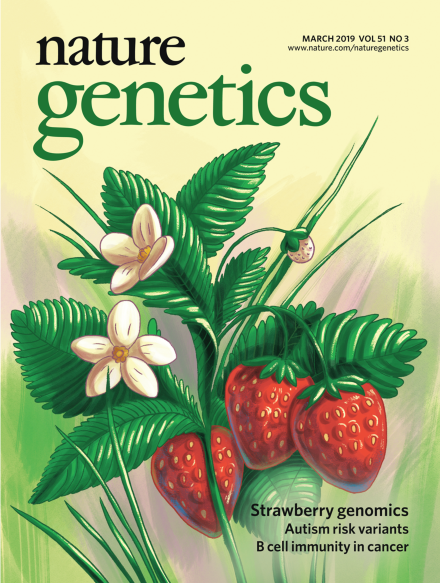 nature
genetics
MARCH 2019 VOL 51 NO 3
www.nature.com/naturegenetics
Strawberry genomics
Autism risk variants
B cell immunity in cancer